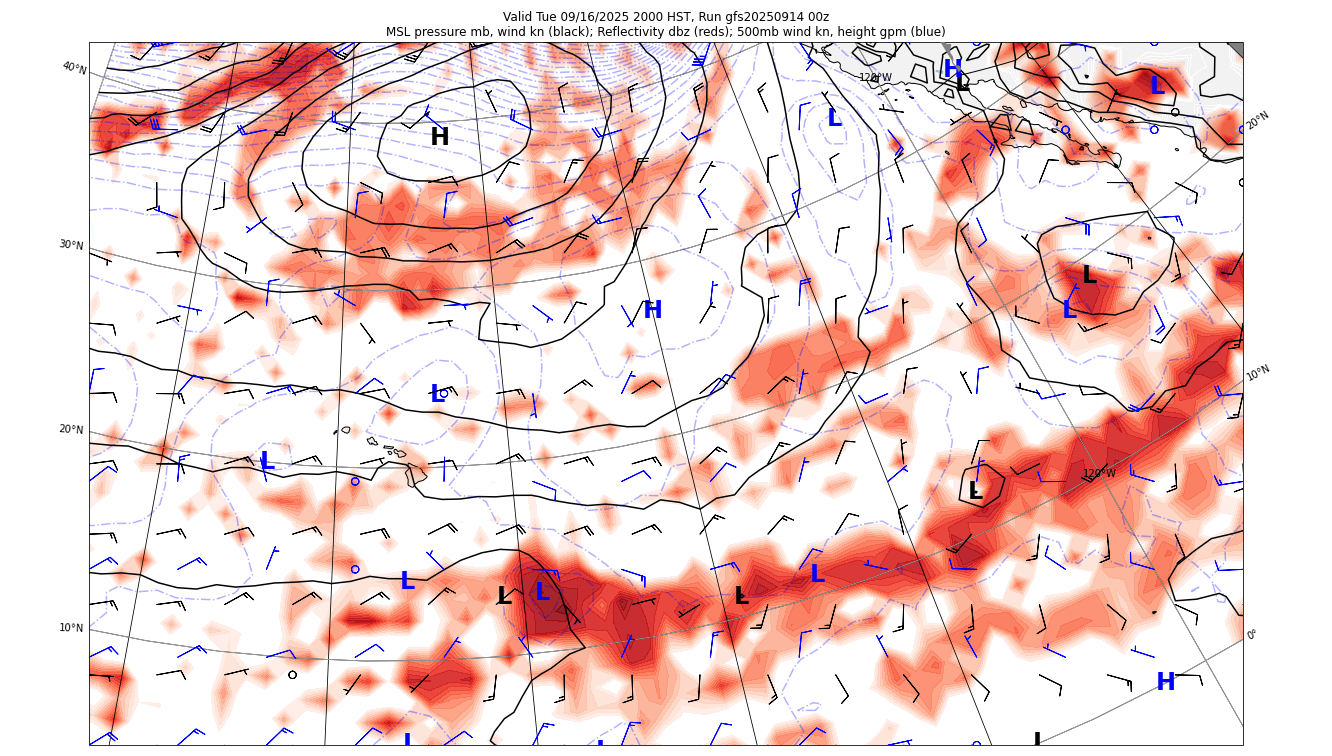 Valid Tue 09/16/2025 2000 HST, Run gfs20250914 00z
MSL pressure mb, wind kn (black); Reflectivity dbz (reds); 500mb wind kn, height gpm (blue)
40°N
120°W
H
L
L
20°N
L
H
30°N
L
H
L
10°N
L
20°N
L
120°W
L
L
L
L
L
L
10°N
0°
H
L
L
L